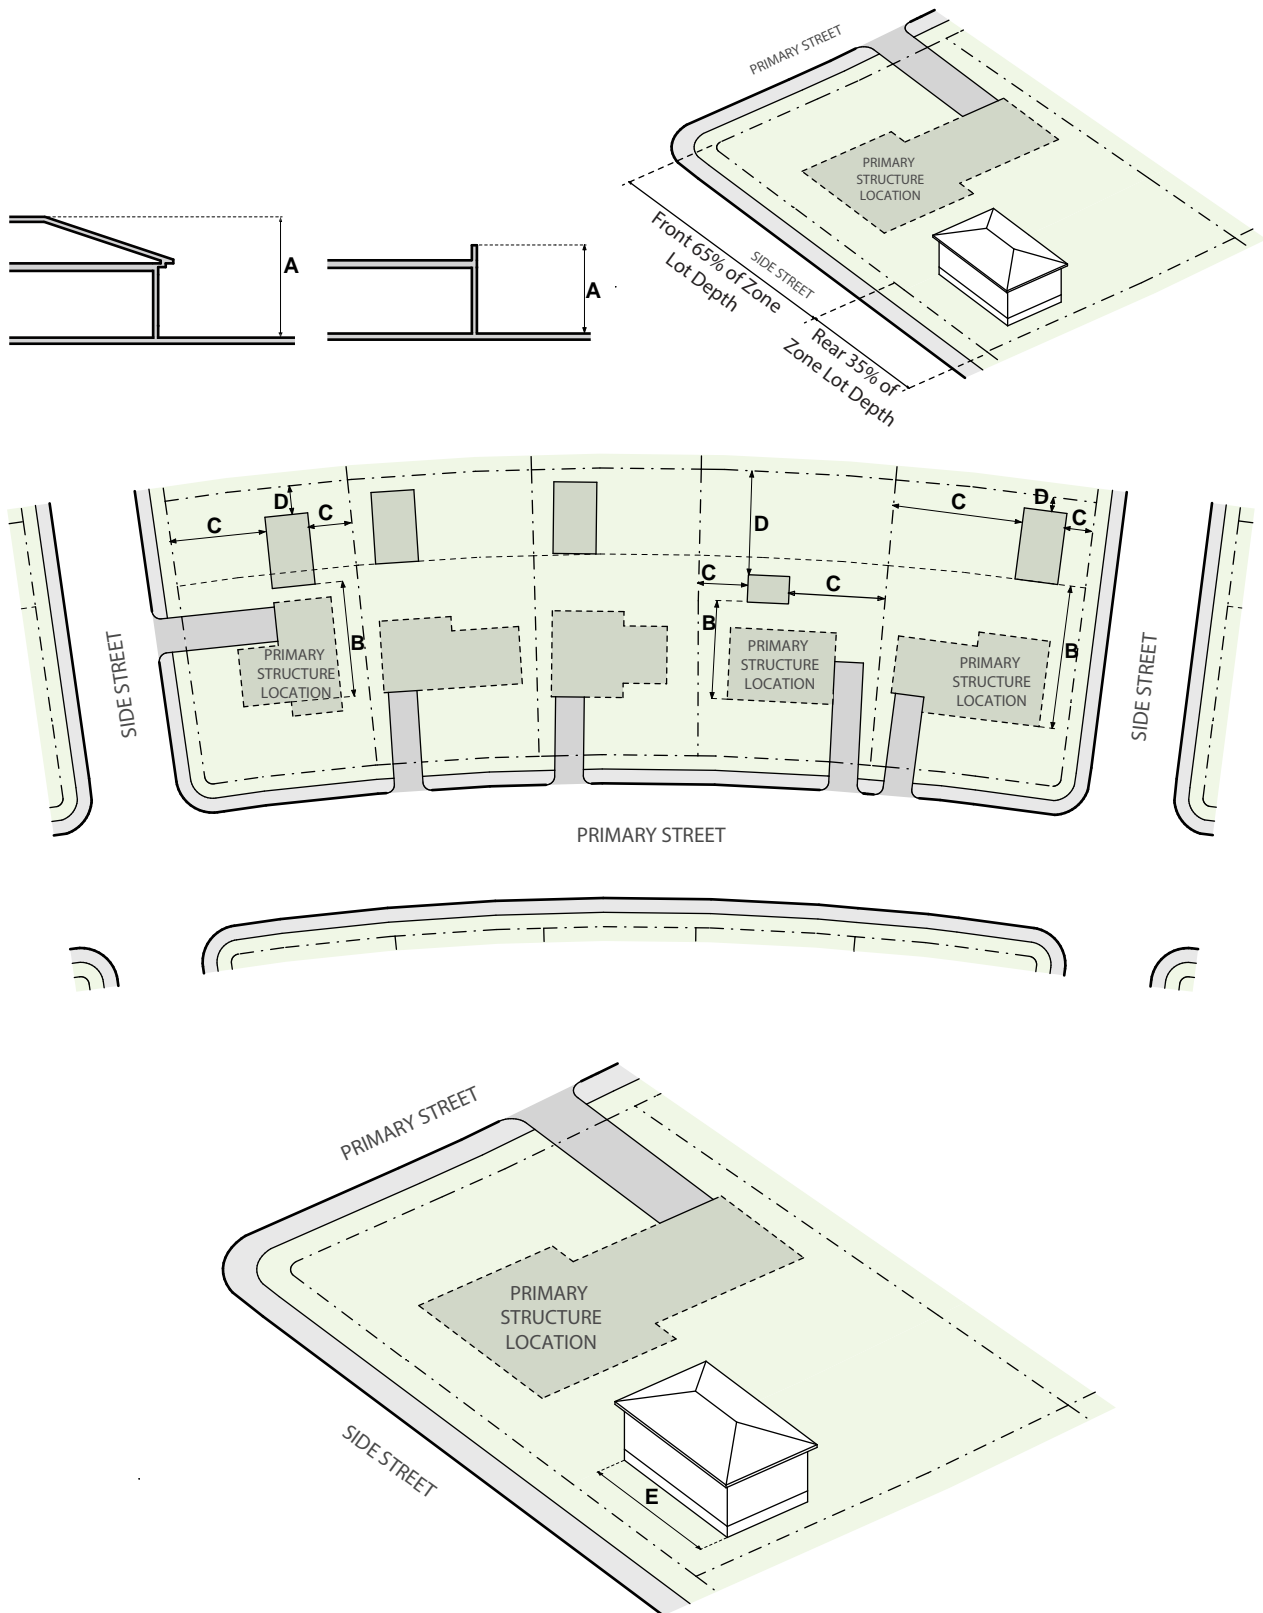 PRIMARY STREET
PRIMARY
STRUCTURE
LOCATION
A
A
Front 65% of Zone
Lot Depth
SIDE STREET
Rear 35% of
Zone Lot Depth
D
C
C
D
C
D
C
C
C
B
B
B
PRIMARY
STRUCTURE
LOCATION
PRIMARY
STRUCTURE
LOCATION
PRIMARY
STRUCTURE
LOCATION
SIDE STREET
SIDE STREET
PRIMARY STREET
PRIMARY STREET
PRIMARY
STRUCTURE
LOCATION
SIDE STREET
E